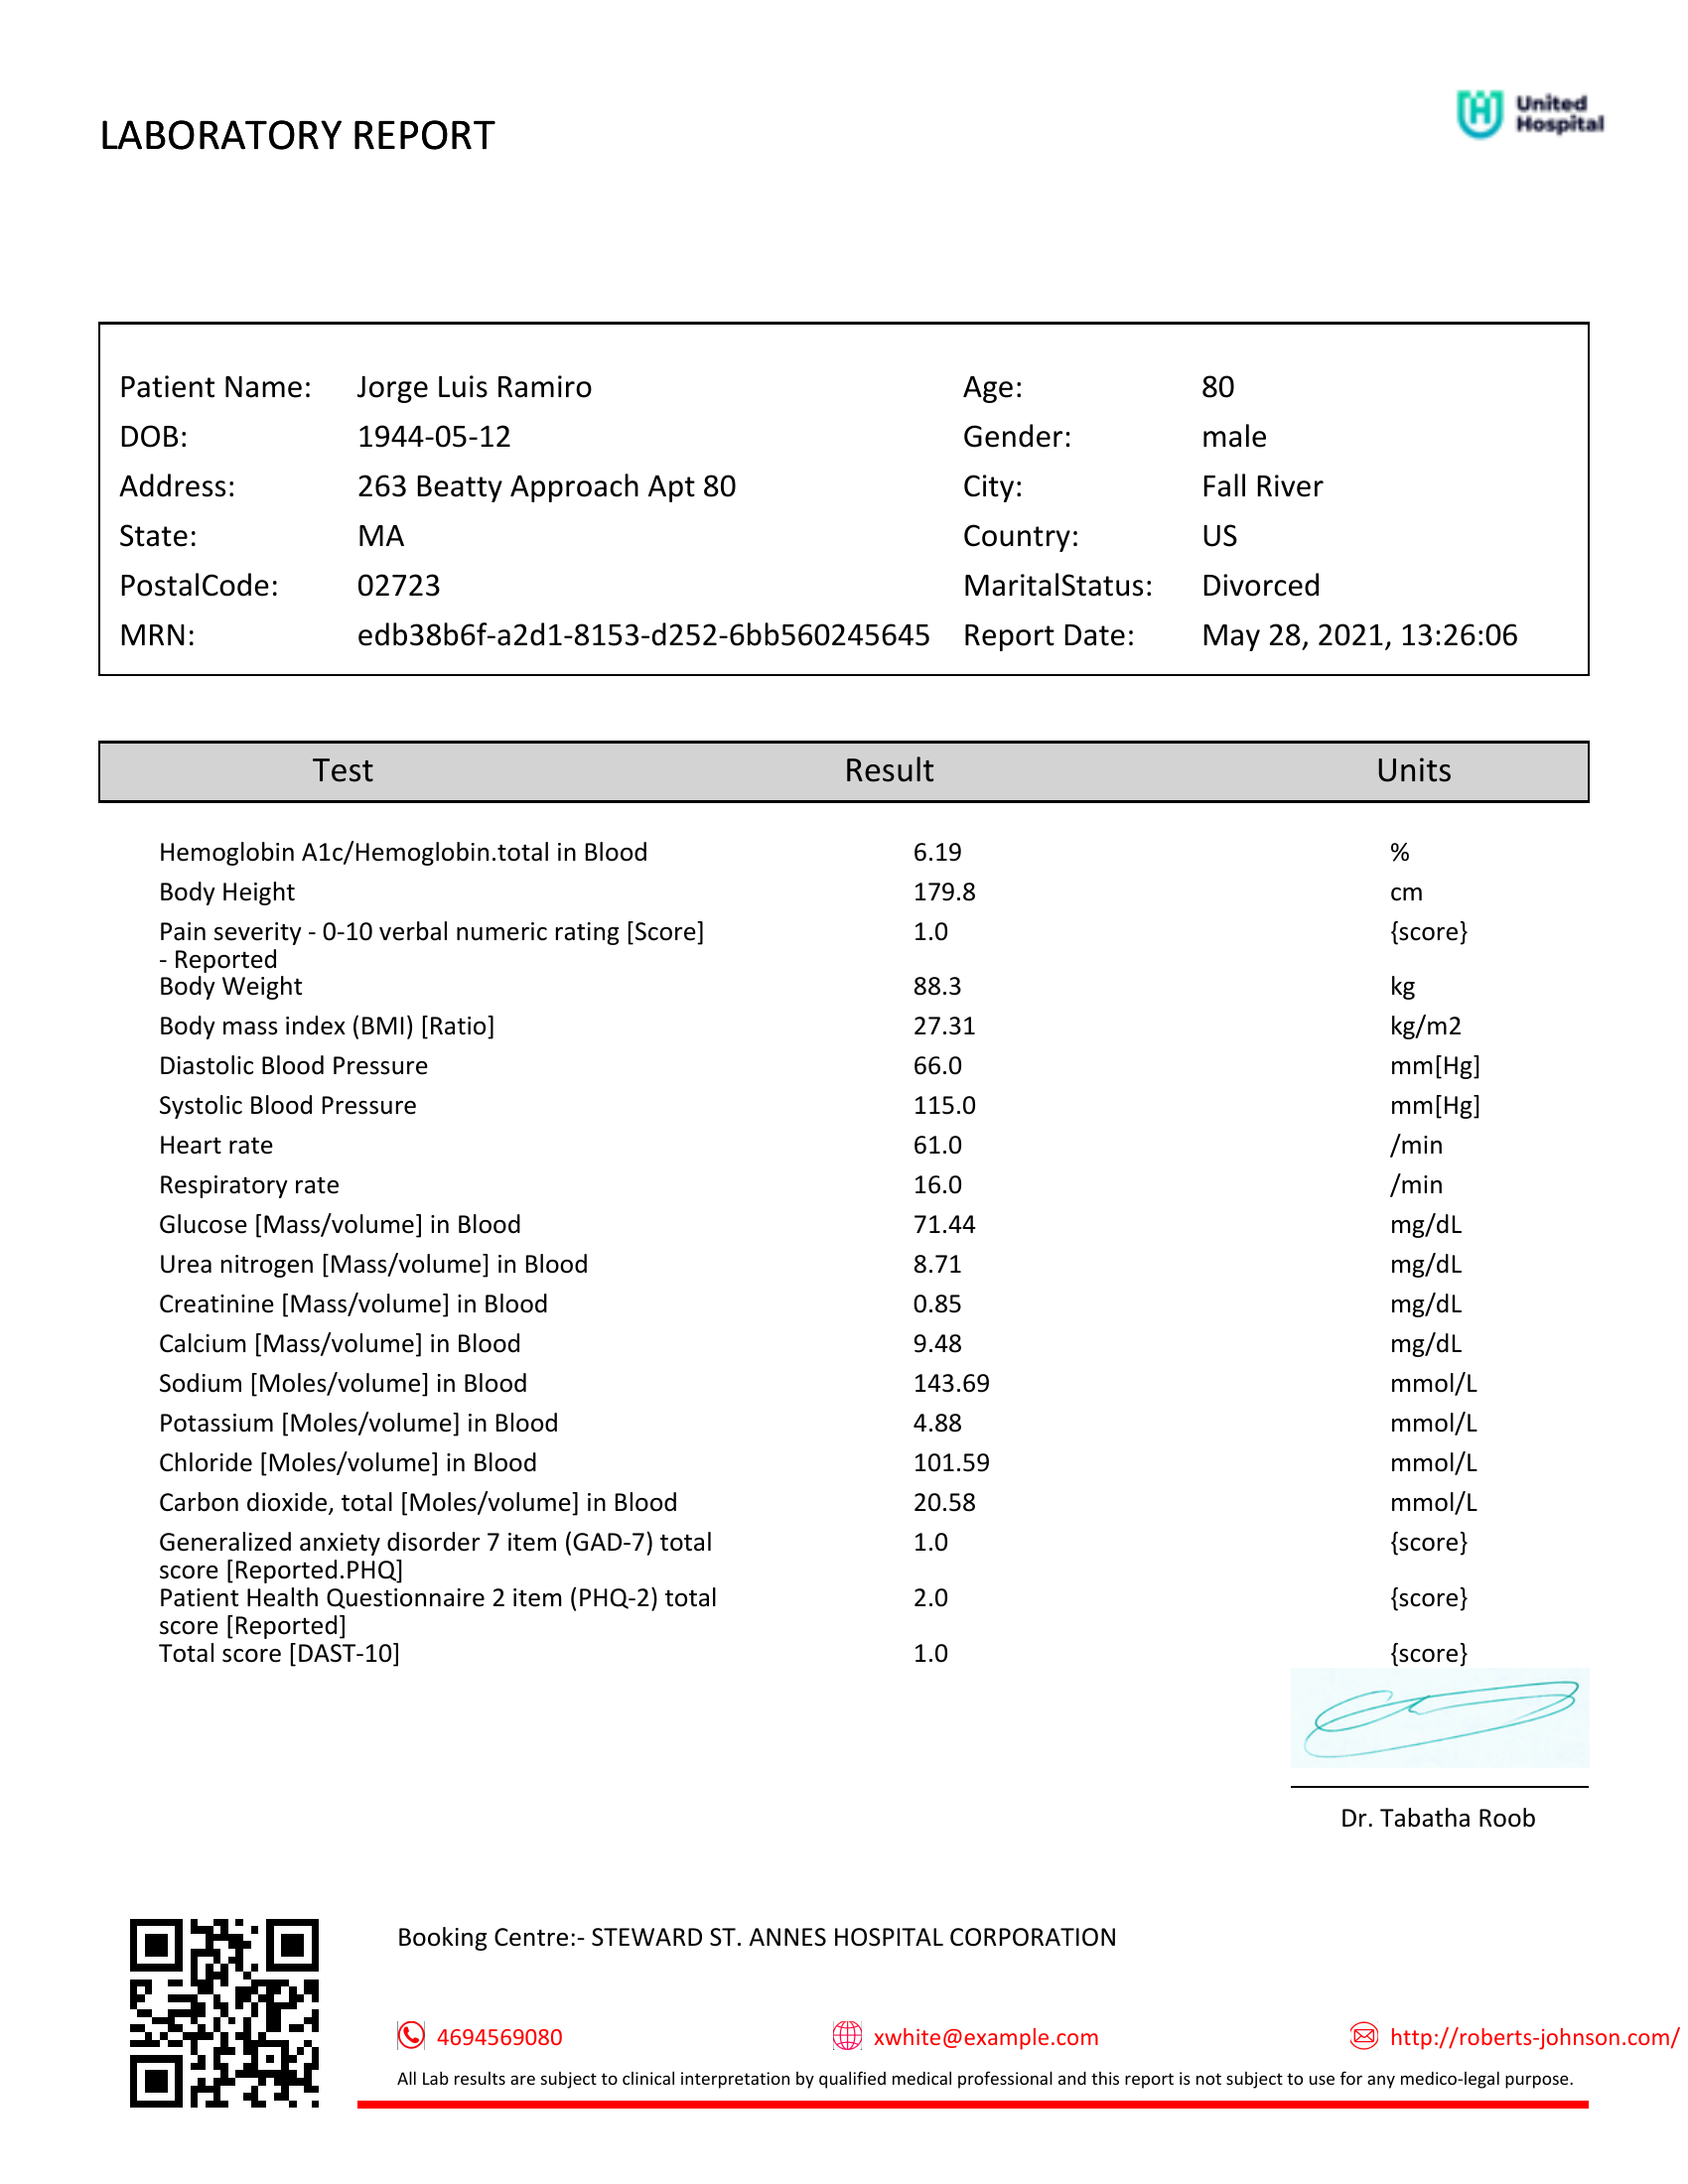 United
Hospital
LABORATORY REPORT
Patient Name: Jorge Luis Ramiro Age: 80
DOB: 1944-05-12 Gender: male
Address: 263 Beatty Approach Apt 80 City: Fall River
State: MA Country: US
PostalCode: 02723 MaritalStatus: Divorced
MRN: edb38b6f-a2d1-8153-d252-6bb560245645 Report Date: May 28, 2021, 13:26:06
Test Result Units
Hemoglobin A1c/Hemoglobin.total in Blood 6.19 %
Body Height 179.8 cm
Pain severity - 0-10 verbal numeric rating [Score] 1.0 {score}
- Reported
Body Weight 88.3 kg
Body mass index (BMI) [Ratio] 27.31 kg/m2
Diastolic Blood Pressure 66.0 mm[Hg]
Systolic Blood Pressure 115.0 mm[Hg]
Heart rate 61.0 /min
Respiratory rate 16.0 /min
Glucose [Mass/volume] in Blood 71.44 mg/dL
Urea nitrogen [Mass/volume] in Blood 8.71 mg/dL
Creatinine [Mass/volume] in Blood 0.85 mg/dL
Calcium [Mass/volume] in Blood 9.48 mg/dL
Sodium [Moles/volume] in Blood 143.69 mmol/L
Potassium [Moles/volume] in Blood 4.88 mmol/L
Chloride [Moles/volume] in Blood 101.59 mmol/L
Carbon dioxide, total [Moles/volume] in Blood 20.58 mmol/L
Generalized anxiety disorder 7 item (GAD-7) total 1.0 {score}
score [Reported.PHQ]
Patient Health Questionnaire 2 item (PHQ-2) total 2.0 {score}
score [Reported]
Total score [DAST-10] 1.0 {score}
Dr. Tabatha Roob
Booking Centre:- STEWARD ST. ANNES HOSPITAL CORPORATION
4694569080 xwhite@example.com http://roberts-johnson.com/
All Lab results are subject to clinical interpretation by qualified medical professional and this report is not subject to use for any medico-legal purpose.